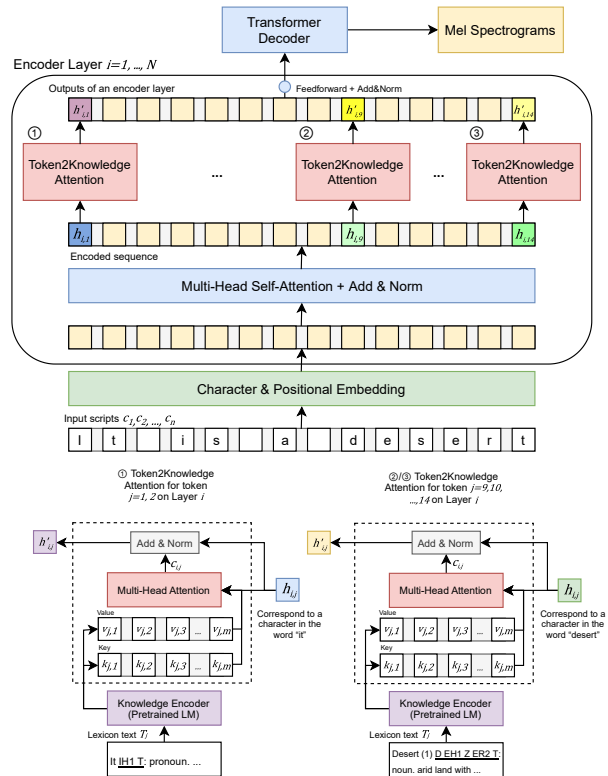 Transformer
Decoder
Mel Spectrograms
Encoder Layer i=1, ..., N
Outputs of an encoder layer
Feedforward + Add&Norm
h'i,1
h'i,9
h'i,14
①
②
③
Token2Knowledge
Attention
...
Token2Knowledge
Attention
...
Token2Knowledge
Attention
hi,1
hi,9
hi,14
Encoded sequence
Multi-Head Self-Attention + Add & Norm
Character & Positional Embedding
Input scripts c1, c2, ..., cn
I t i s a d e s e r t
① Token2Knowledge
Attention for token
j=1, 2 on Layer i
h'i,j
Add & Norm
ci,j
Multi-Head Attention
hi,j
Correspond to a
character in the
word “it”
Value
vj,1 vj,2 vj,3 ... vj,m
Key
kj,1 kj,2 kj,3 ... kj,m
Knowledge Encoder
(Pretrained LM)
Lexicon text Tj
It IH1 T: pronoun. ...
②/③ Token2Knowledge
Attention for token j=9,10,
...,14 on Layer i
h'i,j
Add & Norm
ci,j
Multi-Head Attention
hi,j
Correspond to a
character in the
word “desert”
Value
vj,1 vj,2 vj,3 ... vj,m
Key
kj,1 kj,2 kj,3 ... kj,m
Knowledge Encoder
(Pretrained LM)
Lexicon text Tj
Desert (1) D EH1 Z ER2 T:
noun. arid land with ...